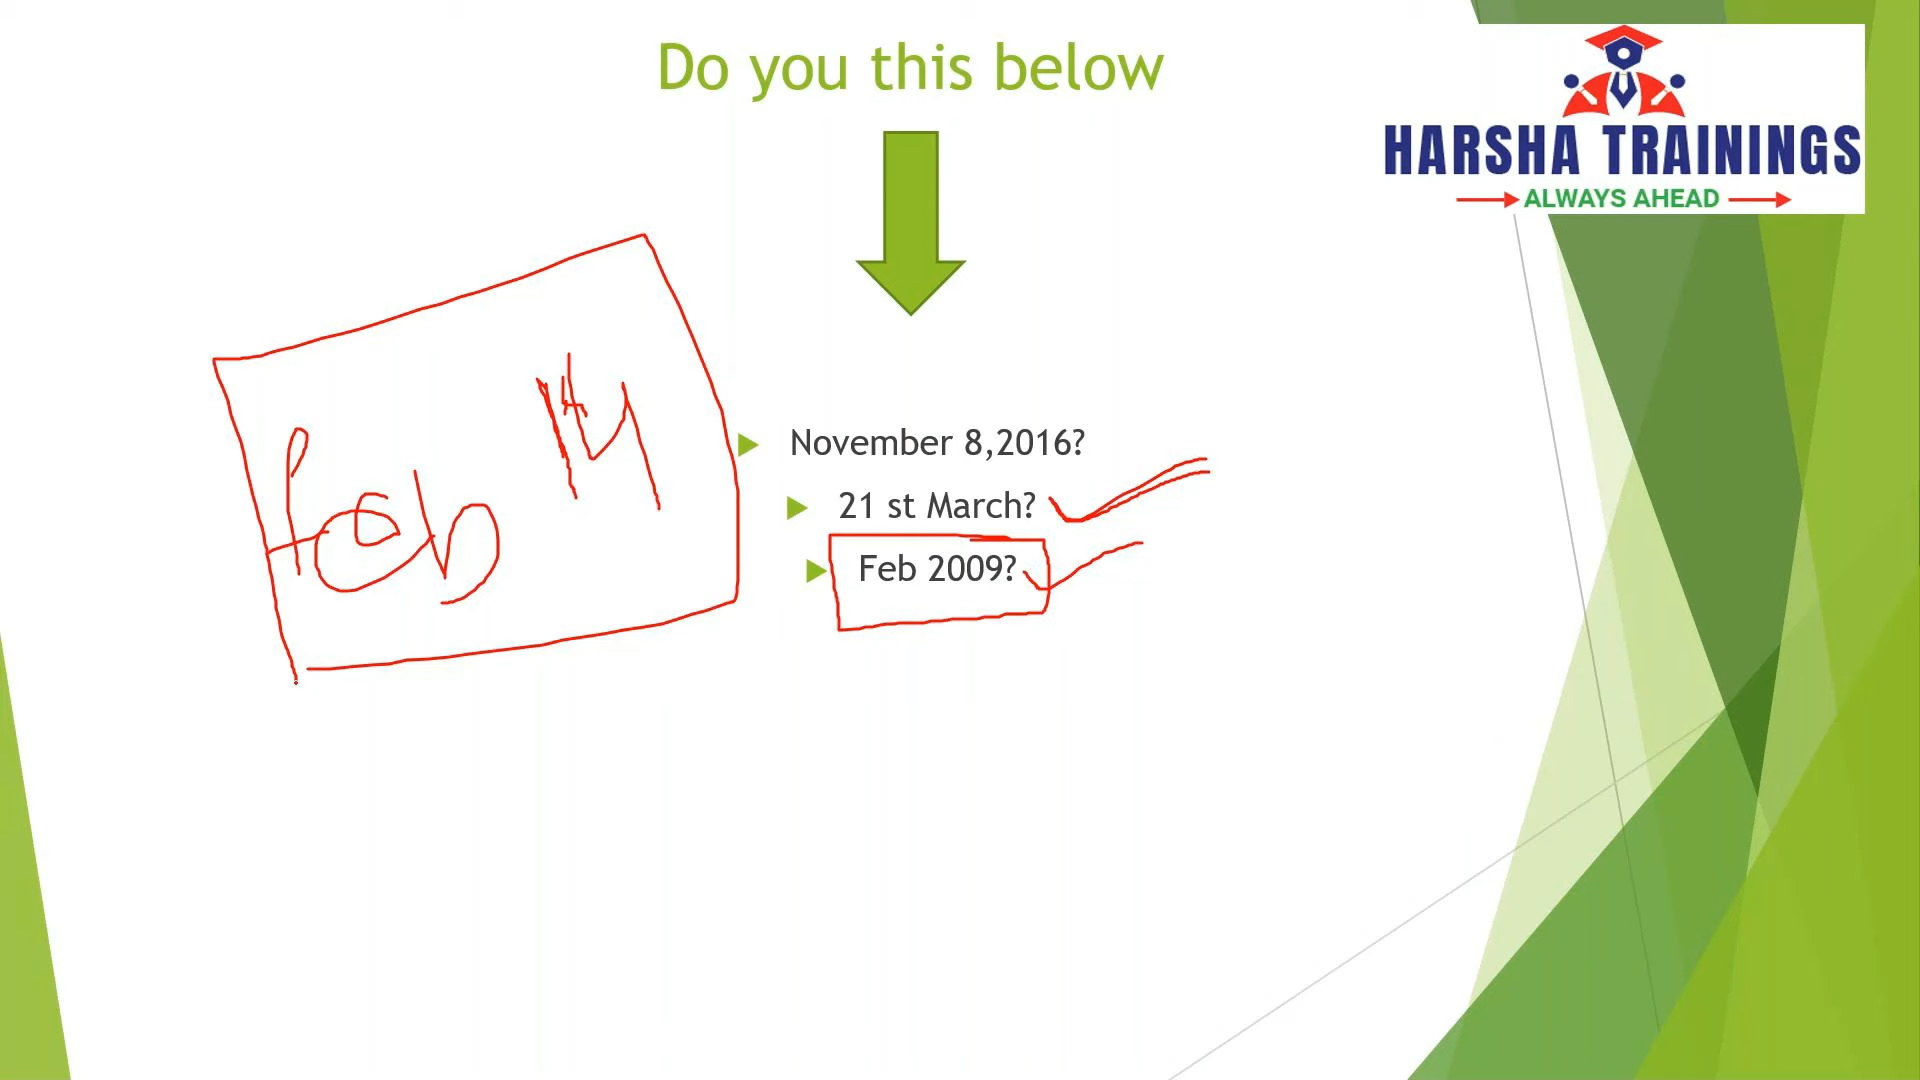 Do you this below
HARSHA TRAININGS
ALWAYS AHEAD
feb 14
November 8,2016?
21 st March?
Feb 2009?